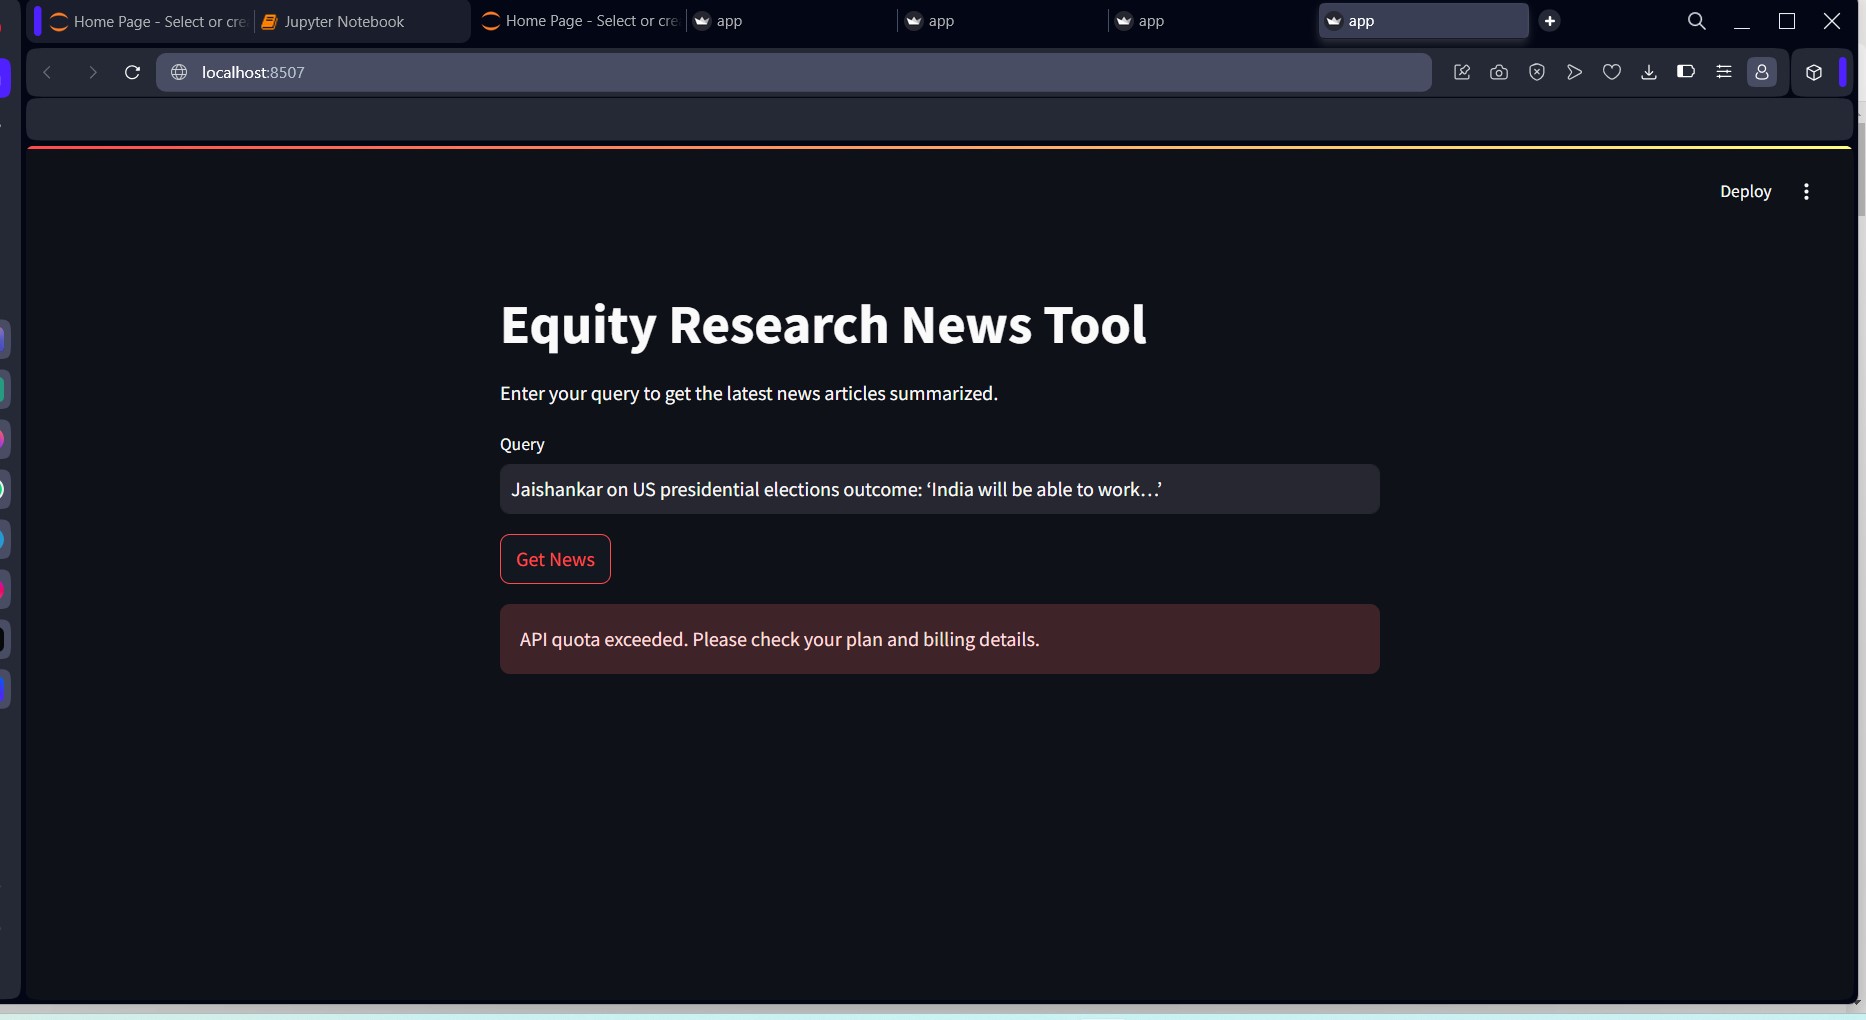 Home Page - Select or cre
Jupyter Notebook
Home Page - Select or cre
app
app
app
app
localhost:8507
Deploy
Equity Research News Tool
Enter your query to get the latest news articles summarized.
Query
Jaishankar on US presidential elections outcome: ‘India will be able to work…’
Get News
API quota exceeded. Please check your plan and billing details.